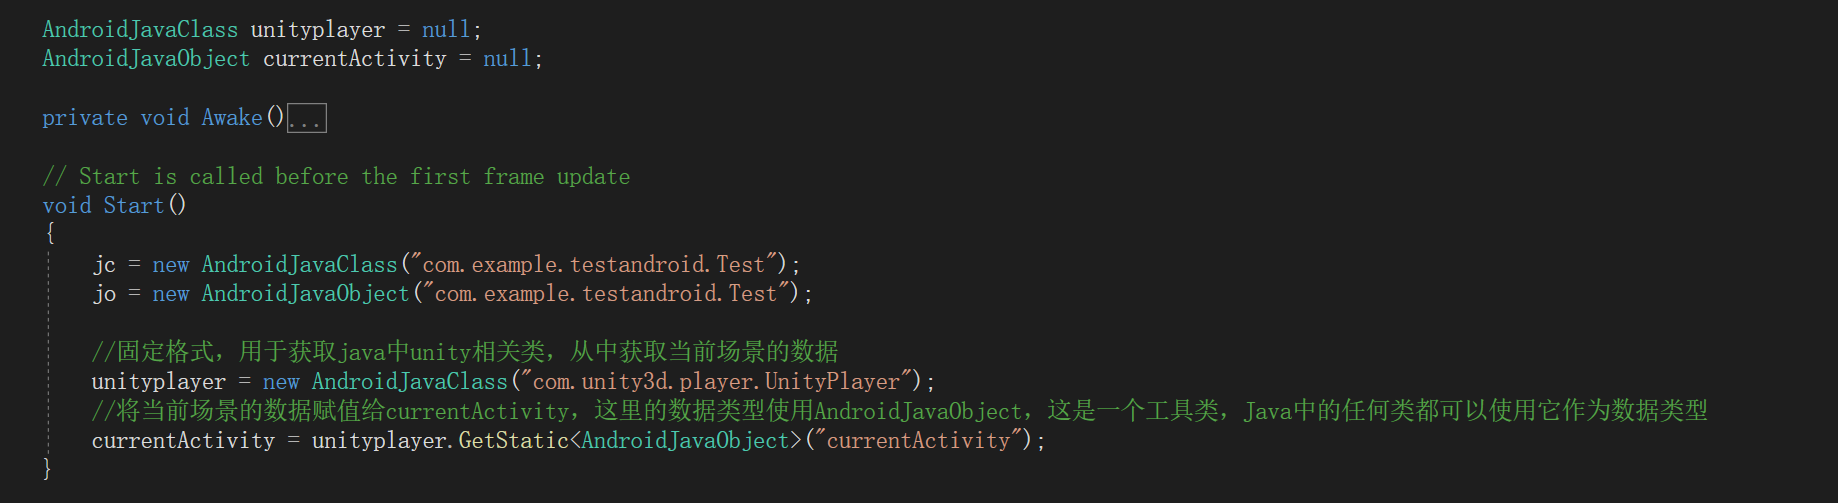 AndroidJavaClass unityplayer = null;
AndroidJavaObject currentActivity = null;
private void Awake()...
// Start is called before the first frame update
void Start()
{
jc = new AndroidJavaClass("com.example.testandroid.Test");
jo = new AndroidJavaObject("com.example.testandroid.Test");
//固定格式，用于获取java中unity相关类，从中获取当前场景的数据
unityplayer = new AndroidJavaClass("com.unity3d.player.UnityPlayer");
//将当前场景的数据赋值给currentActivity，这里的数据类型使用AndroidJavaObject，这是一个工具类，Java中的任何类都可以使用它作为数据类型
currentActivity = unityplayer.GetStatic<AndroidJavaObject>("currentActivity");
}